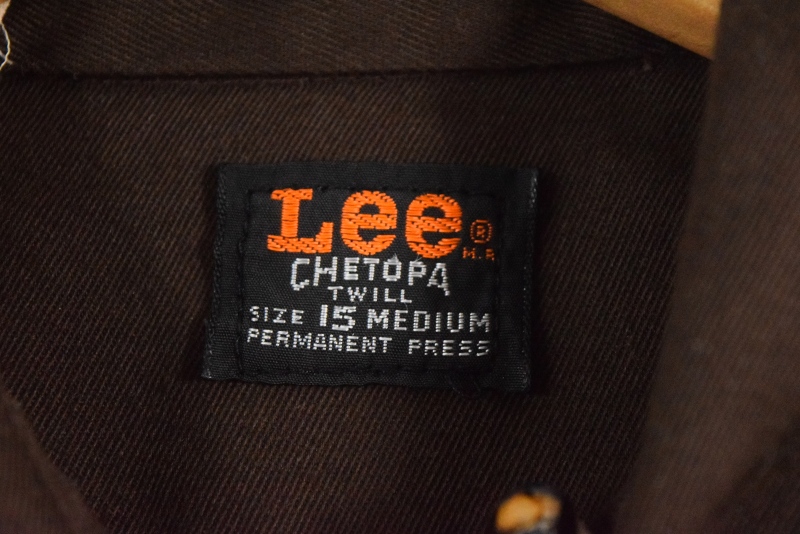 Lee®
M.R.
CHETOPA
TWILL
SIZE 15 MEDIUM
PERMANENT PRESS